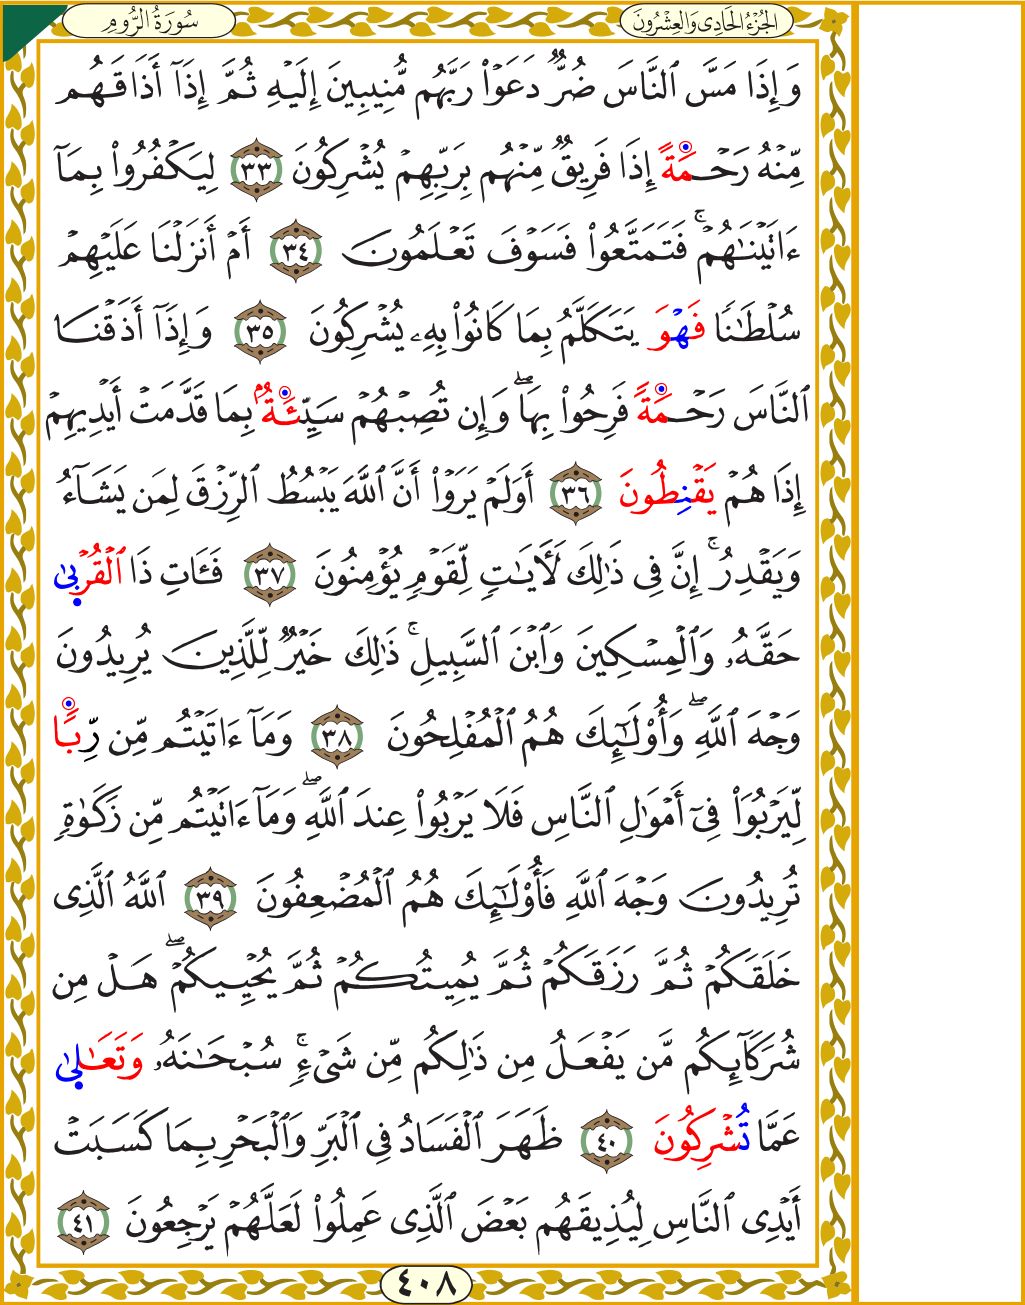 الجُزْءُ الحَادِى وَالعِشْرُونَ
سُورَةُ الرُّومِ
وَإِذَا مَسَّ ٱلنَّاسَ ضُرٌّ دَعَوۡاْ رَبَّهُم مُّنِيبِينَ إِلَيۡهِ ثُمَّ إِذَآ أَذَاقَهُم
مِّنۡهُ رَحۡمَةً إِذَا فَرِيقٌ مِّنۡهُم بِرَبِّهِمۡ يُشۡرِكُونَ ٣٣ لِيَكۡفُرُواْ بِمَآ
ءَاتَيۡنَٰهُمۡۚ فَتَمَتَّعُواْ فَسَوۡفَ تَعۡلَمُونَ ٣٤ أَمۡ أَنزَلۡنَا عَلَيۡهِمۡ
سُلۡطَٰنٗا فَهۡوَ يَتَكَلَّمُ بِمَا كَانُواْ بِهِۦ يُشۡرِكُونَ ٣٥ وَإِذَآ أَذَقۡنَا
ٱلنَّاسَ رَحۡمَةً فَرِحُواْ بِهَاۖ وَإِن تُصِبۡهُمۡ سَيِّئَةُۢ بِمَا قَدَّمَتۡ أَيۡدِيهِمۡ
إِذَا هُمۡ يَقۡنِطُونَ ٣٦ أَوَلَمۡ يَرَوۡاْ أَنَّ ٱللَّهَ يَبۡسُطُ ٱلرِّزۡقَ لِمَن يَشَآءُ
وَيَقۡدِرُۚ إِنَّ فِى ذَٰلِكَ لَأٓيَٰتٖ لِّقَوۡمٖ يُؤۡمِنُونَ ٣٧ فَـَٔاتِ ذَا ٱلۡقُرۡبىٰ
حَقَّهُۥ وَٱلۡمِسۡكِينَ وَٱبۡنَ ٱلسَّبِيلِۚ ذَٰلِكَ خَيۡرٌ لِّلَّذِينَ يُرِيدُونَ
وَجۡهَ ٱللَّهِۖ وَأُوْلَٰٓئِكَ هُمُ ٱلۡمُفۡلِحُونَ ٣٨ وَمَآ ءَاتَيۡتُم مِّن رِّبًا
لِّيَرۡبُوَاْ فِىٓ أَمۡوَٰلِ ٱلنَّاسِ فَلَا يَرۡبُواْ عِندَ ٱللَّهِۖ وَمَآ ءَاتَيۡتُم مِّن زَكَوٰةٖ
تُرِيدُونَ وَجۡهَ ٱللَّهِ فَأُوْلَٰٓئِكَ هُمُ ٱلۡمُضۡعِفُونَ ٣٩ ٱللَّهُ ٱلَّذِى
خَلَقَكُمۡ ثُمَّ رَزَقَكُمۡ ثُمَّ يُمِيتُكُمۡ ثُمَّ يُحۡيِيكُمۡۖ هَلۡ مِن
شُرَكَآئِكُم مَّن يَفۡعَلُ مِن ذَٰلِكُم مِّن شَىۡءٖۚ سُبۡحَٰنَهُۥ وَتَعَٰلىٰ
عَمَّا تُشۡرِكُونَ ٤٠ ظَهَرَ ٱلۡفَسَادُ فِى ٱلۡبَرِّ وَٱلۡبَحۡرِ بِمَا كَسَبَتۡ
أَيۡدِى ٱلنَّاسِ لِيُذِيقَهُم بَعۡضَ ٱلَّذِى عَمِلُواْ لَعَلَّهُمۡ يَرۡجِعُونَ ٤١
٤٠٨